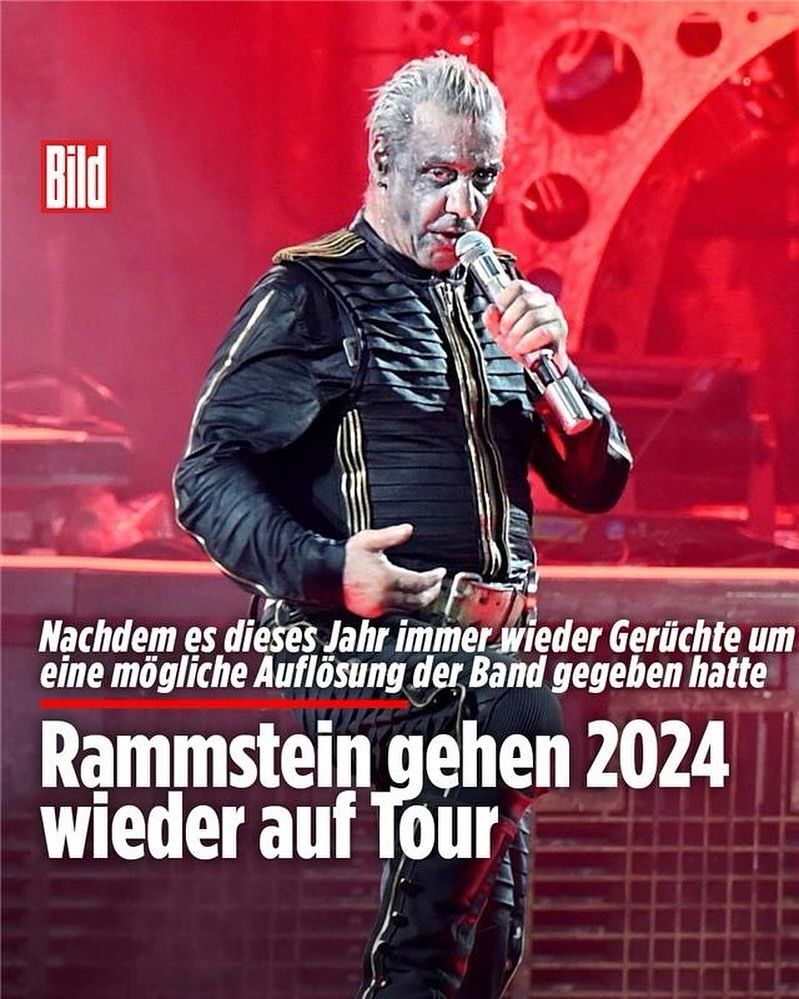 Bild
Nachdem es dieses Jahr immer wieder Gerüchte um
eine mögliche Auflösung der Band gegeben hatte
Rammstein gehen 2024
wieder auf Tour